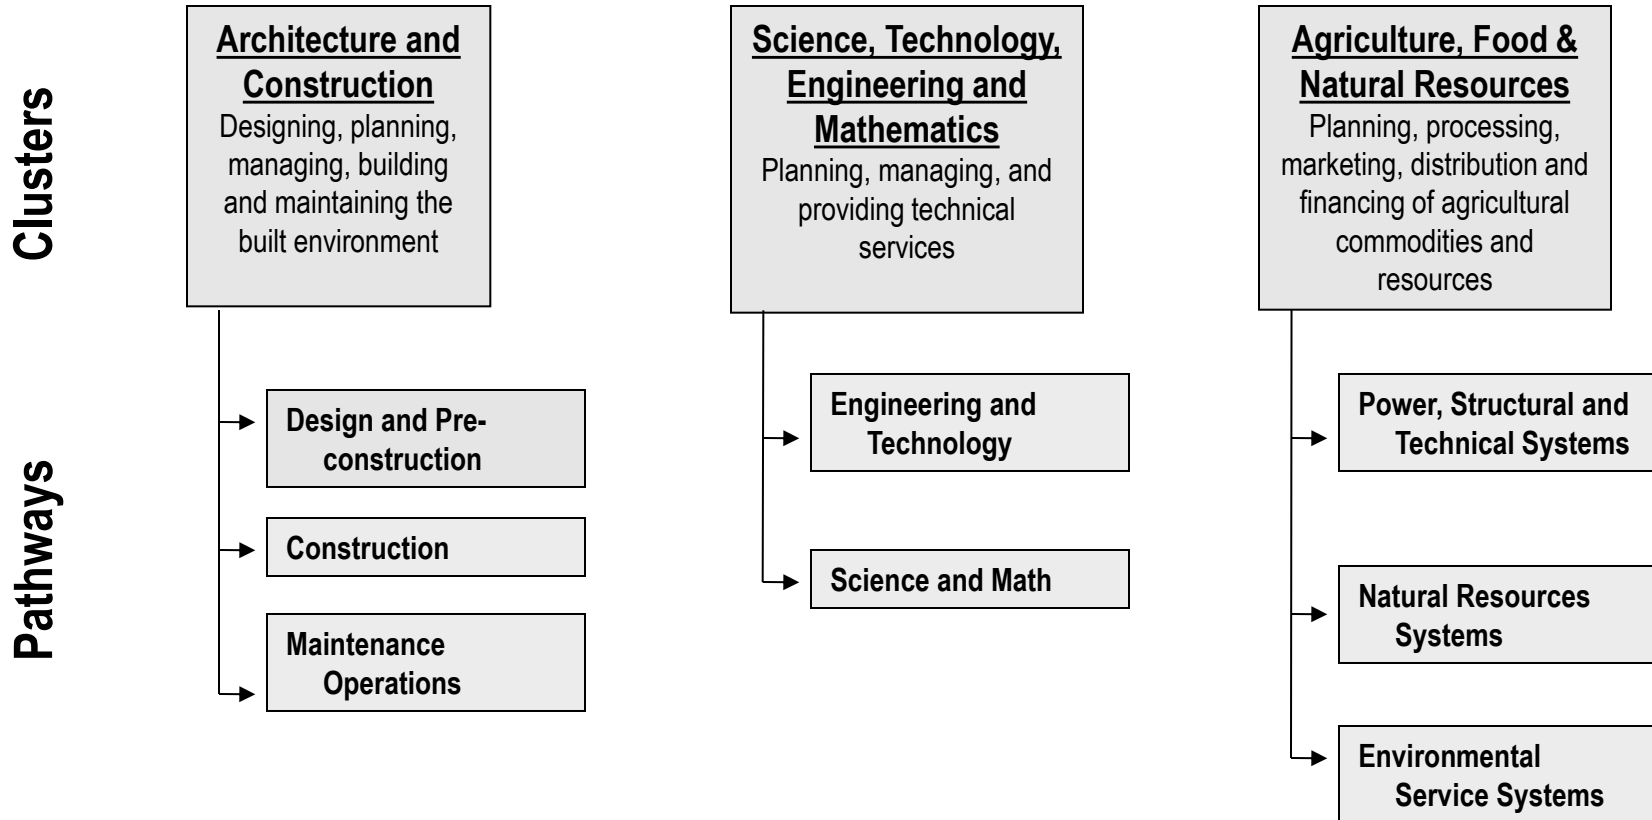 Clusters
Architecture and
Construction
Designing, planning,
managing, building
and maintaining the
built environment
Science, Technology,
Engineering and
Mathematics
Planning, managing, and
providing technical
services
Agriculture, Food &
Natural Resources
Planning, processing,
marketing, distribution and
financing of agricultural
commodities and
resources
Pathways
Design and Pre-
construction
Construction
Maintenance
Operations
Engineering and
Technology
Science and Math
Power, Structural and
Technical Systems
Natural Resources
Systems
Environmental
Service Systems